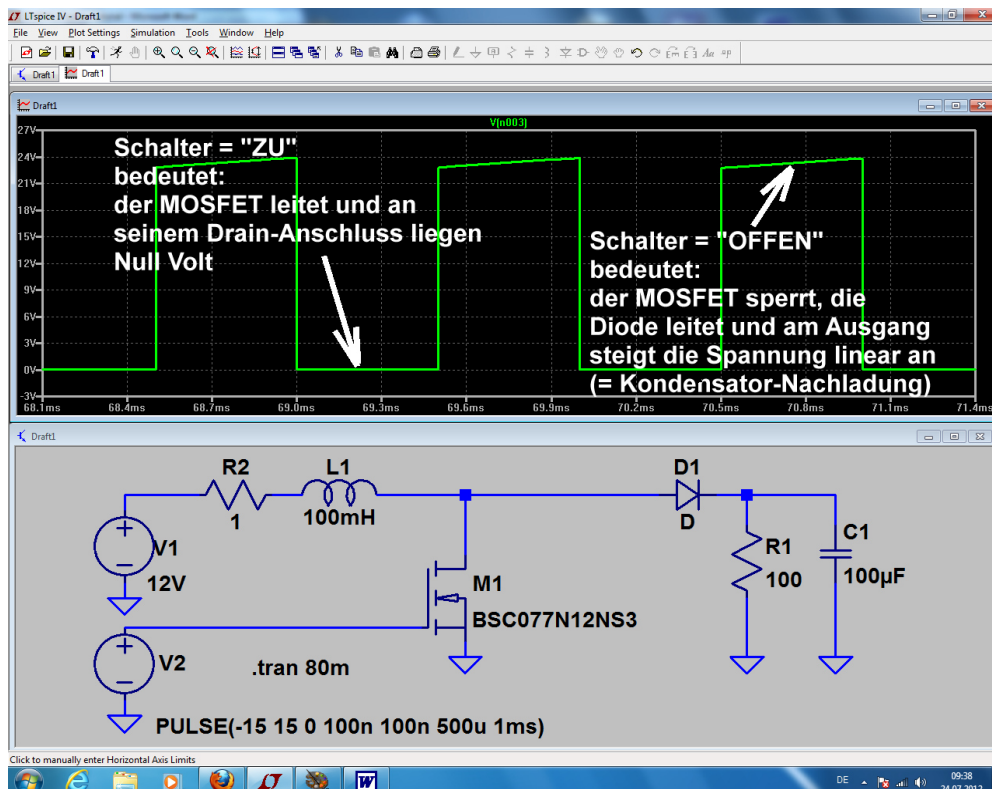 LTspice IV - Draft1
File View Plot Settings Simulation Tools Window Help
Draft1 Draft1
Draft1
V(n003)
27V
24V
21V
18V
15V
12V
9V
6V
3V
0V
-3V
Schalter = "ZU"
bedeutet:
der MOSFET leitet und an
seinem Drain-Anschluss liegen
Null Volt
Schalter = "OFFEN"
bedeutet:
der MOSFET sperrt, die
Diode leitet und am Ausgang
steigt die Spannung linear an
(= Kondensator-Nachladung)
68.1ms 68.4ms 68.7ms 69.0ms 69.3ms 69.6ms 69.9ms 70.2ms 70.5ms 70.8ms 71.1ms 71.4ms
Draft1
R2
1
L1
100mH
D1
D
V1
12V
M1
BSC077N12NS3
R1
100
C1
100µF
V2
.tran 80m
PULSE(-15 15 0 100n 100n 500u 1ms)
Click to manually enter Horizontal Axis Limits
DE
09:38
24.07.2012